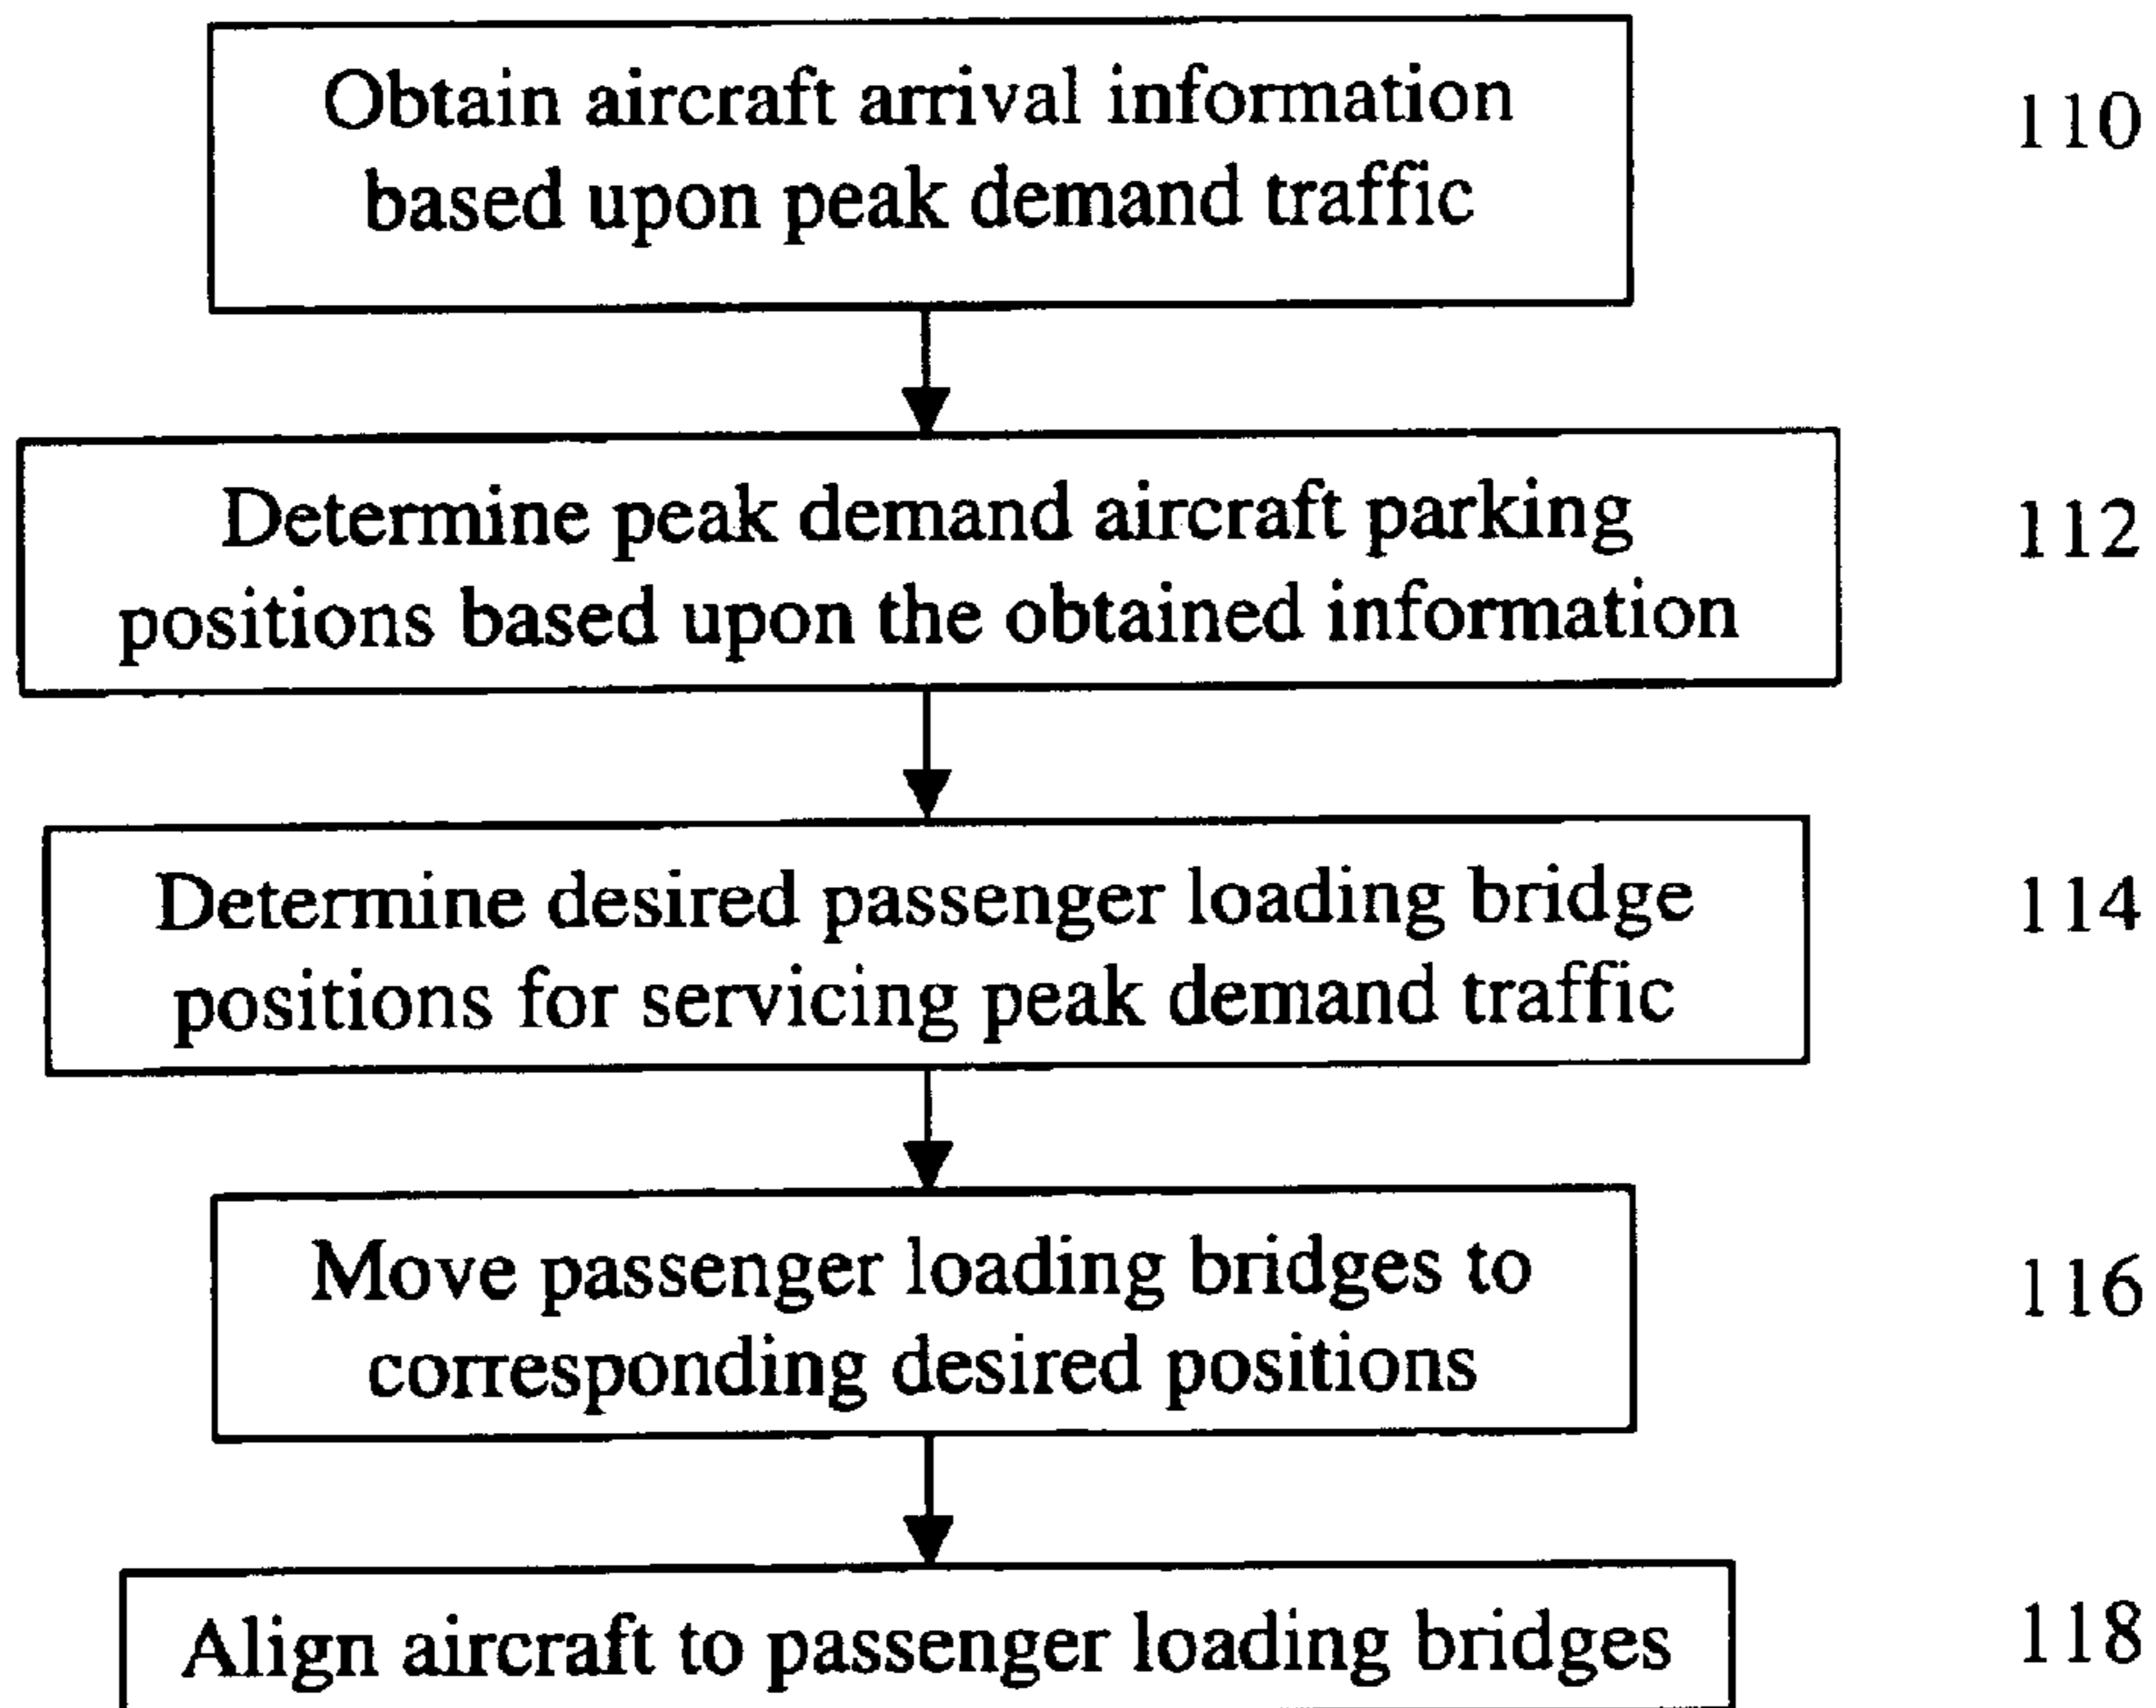 Obtain aircraft arrival information
based upon peak demand traffic
110
Determine peak demand aircraft parking
positions based upon the obtained information
112
Determine desired passenger loading bridge
positions for servicing peak demand traffic
114
Move passenger loading bridges to
corresponding desired positions
116
Align aircraft to passenger loading bridges
118